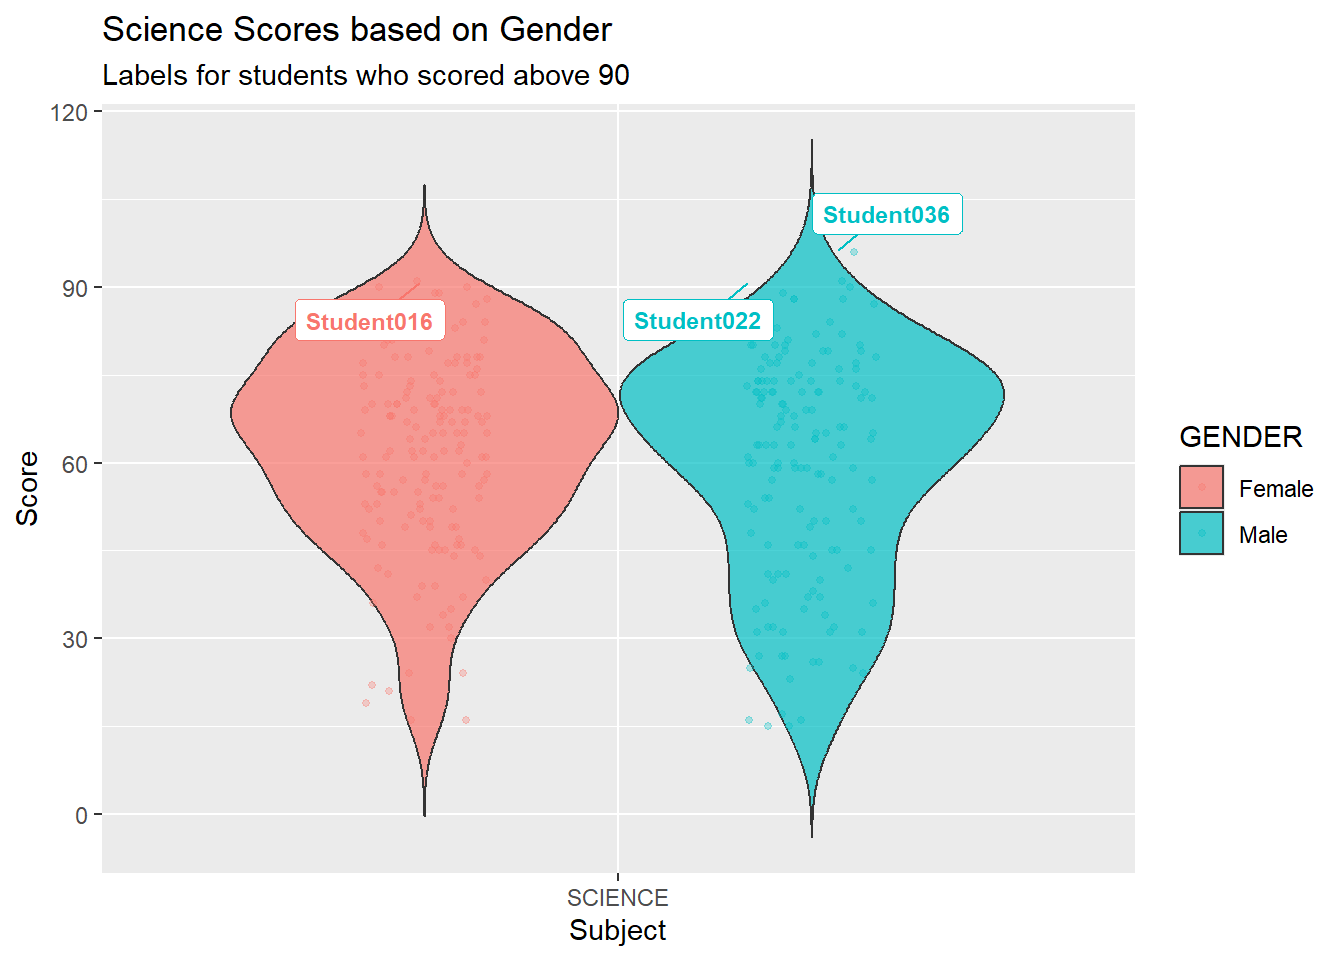 Science Scores based on Gender
Labels for students who scored above 90
120
90
60
30
0
Score
Student036
Student016
Student022
SCIENCE
Subject
GENDER
Female
Male